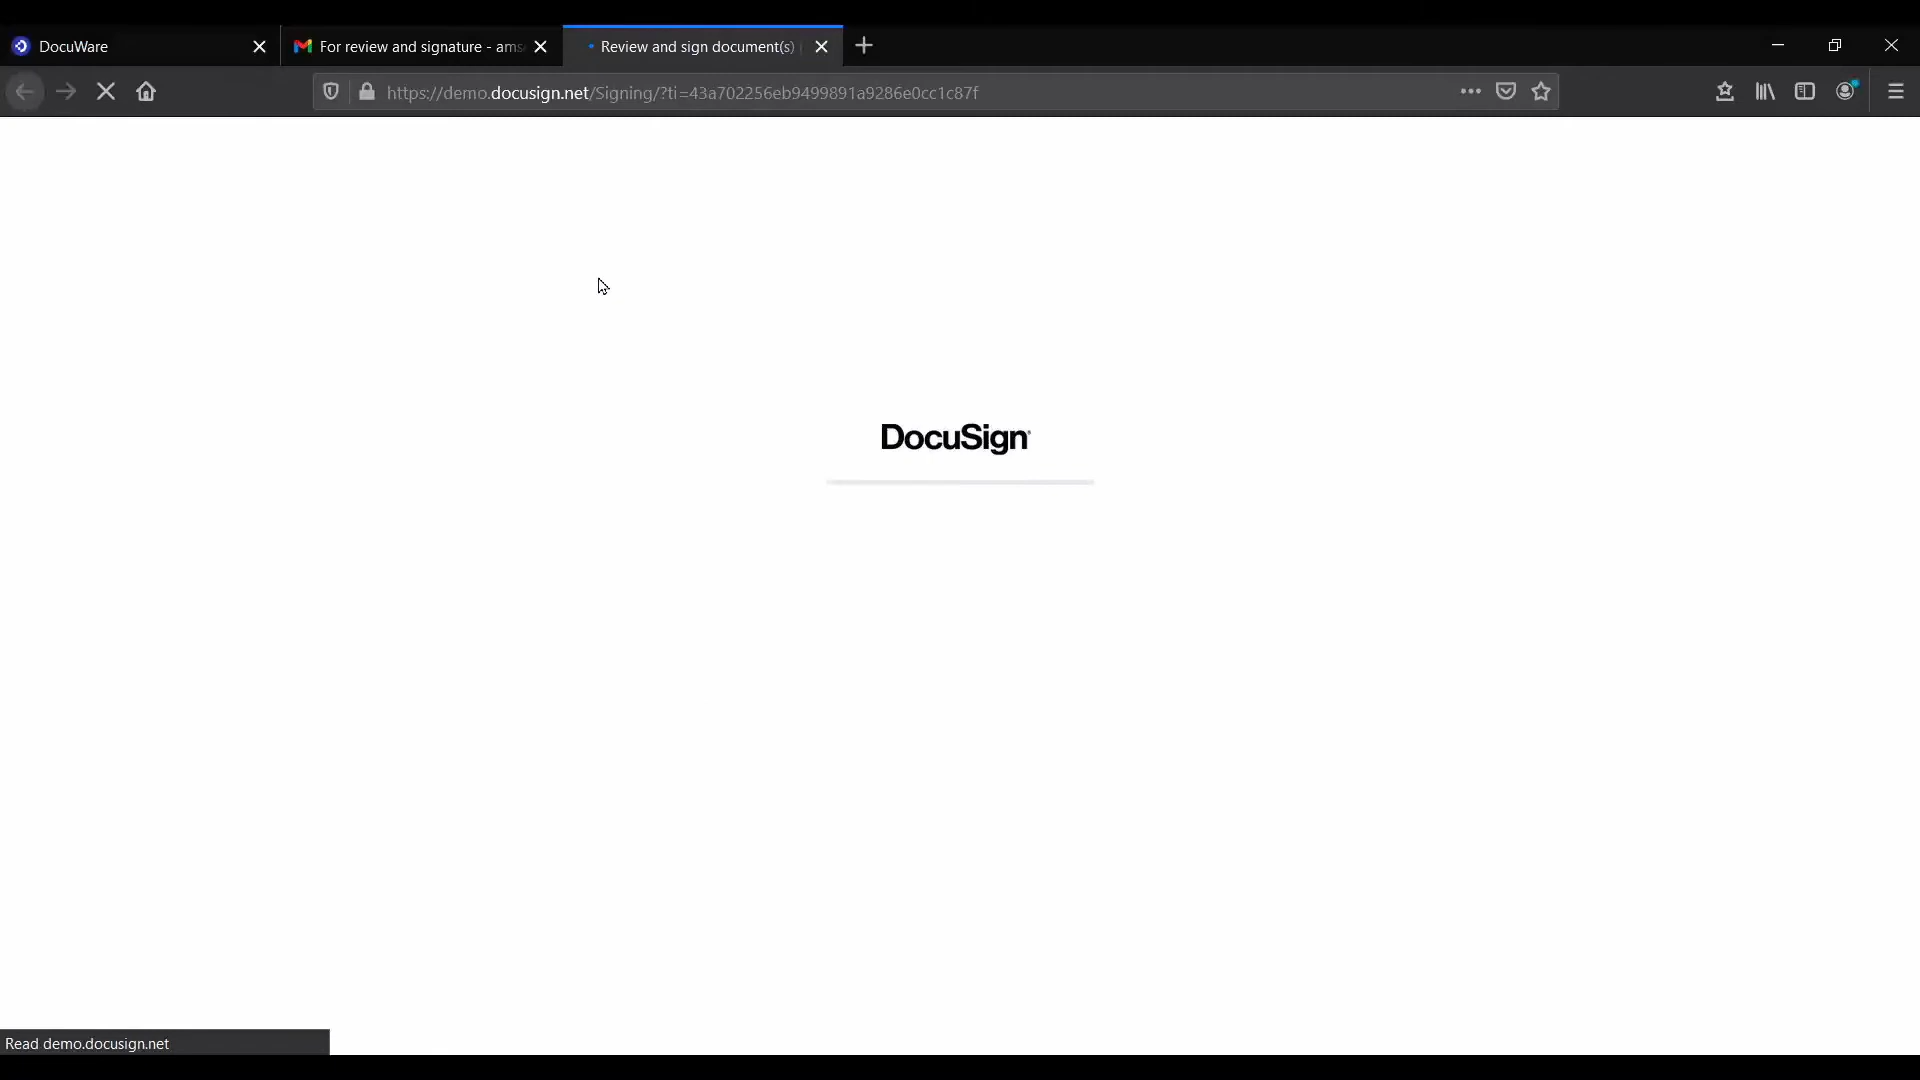 DocuWare
For review and signature - ams
Review and sign document(s)
https://demo.docusign.net/Signing/?ti=43a702256eb9499891a9286e0cc1c87f
DocuSign
Read demo.docusign.net